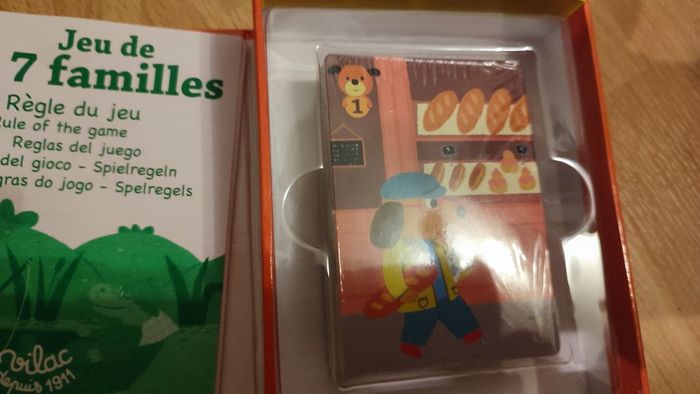 Jeu de
7 familles
Règle du jeu
Rule of the game
Reglas del juego
del gioco - Spielregeln
gras do jogo - Spelregels
vilac
depuis 1911
1